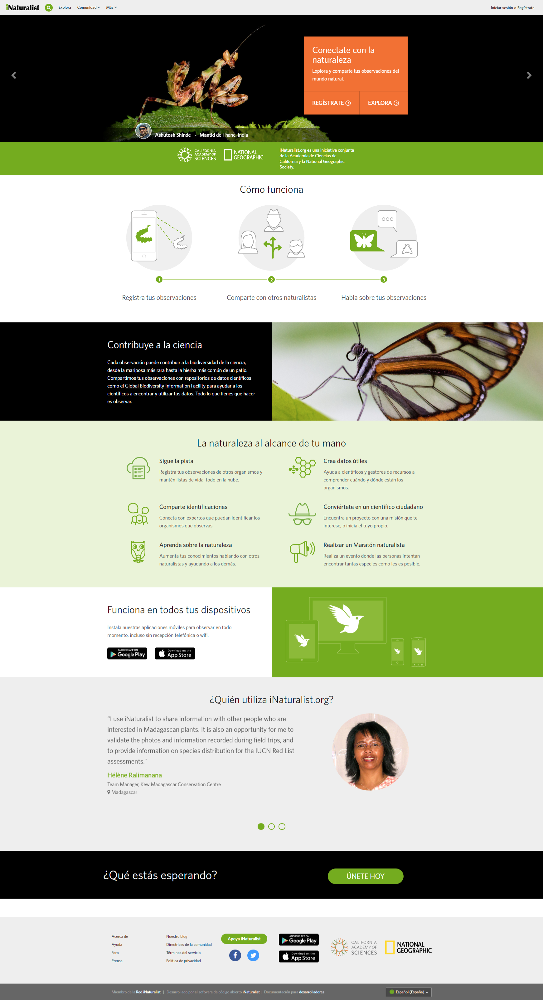 iNaturalist
Explora
Comunidad
Más
Iniciar sesión o Regístrate
Conectate con la
naturaleza
Explora y comparte tus observaciones del
mundo natural.
REGÍSTRATE
EXPLORA
Ashutosh Shinde - Mantid de Thane, India
CALIFORNIA
ACADEMY OF
SCIENCES
NATIONAL
GEOGRAPHIC
iNaturalist.org es una iniciativa conjunta
de la Academia de Ciencias de
California y la National Geographic
Society.
Cómo funciona
1
2
3
Registra tus observaciones
Comparte con otros naturalistas
Habla sobre tus observaciones
Contribuye a la ciencia
Cada observación puede contribuir a la biodiversidad de la ciencia,
desde la mariposa más rara hasta la hierba más común de un patio.
Compartimos tus observaciones con repositorios de datos científicos
como el Global Biodiversity Information Facility para ayudar a los
científicos a encontrar y utilizar tus datos. Todo lo que tienes que hacer
es observar.
La naturaleza al alcance de tu mano
Sigue la pista
Registra tus observaciones de otros organismos y
mantén listas de vida, todo en la nube.
Crea datos útiles
Ayuda a científicos y gestores de recursos a
comprender cuándo y dónde están los
organismos.
Comparte identificaciones
Conecta con expertos que puedan identificar los
organismos que observas.
Conviértete en un científico ciudadano
Encuentra un proyecto con una misión que te
interese, o inicia el tuyo propio.
Aprende sobre la naturaleza
Aumenta tus conocimientos hablando con otros
naturalistas y ayudando a los demás.
Realizar un Maratón naturalista
Realiza un evento donde las personas intentan
encontrar tantas especies como les es posible.
Funciona en todos tus dispositivos
Instala nuestras aplicaciones móviles para observar en todo
momento, incluso sin recepción telefónica o wifi.
ANDROID APP ON
Google Play
Download on the
App Store
¿Quién utiliza iNaturalist.org?
“I use iNaturalist to share information with other people who are
interested in Madagascan plants. It is also an opportunity for me to
validate the photos and information recorded during field trips, and
to provide information on species distribution for the IUCN Red List
assessments.”
Hélène Ralimanana
Team Manager, Kew Madagascar Conservation Centre
Madagascar
¿Qué estás esperando?
ÚNETE HOY
Acerca de
Ayuda
Foro
Prensa
Nuestro blog
Directrices de la comunidad
Términos del servicio
Política de privacidad
Apoya iNaturalist
ANDROID APP ON
Google Play
Download on the
App Store
CALIFORNIA
ACADEMY OF
SCIENCES
NATIONAL
GEOGRAPHIC
Miembro de la Red iNaturalist | Desarrollado por el software de código abierto iNaturalist | Documentación para desarrolladores
Español (España)